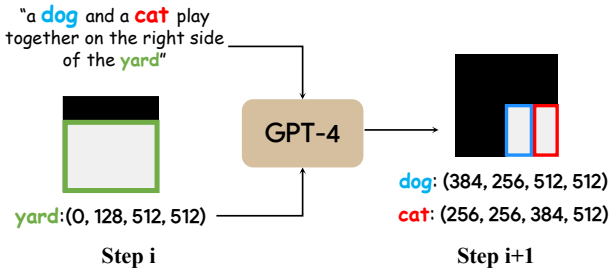 "a dog and a cat play
together on the right side
of the yard"
GPT-4
yard:(0, 128, 512, 512)
dog: (384, 256, 512, 512)
cat: (256, 256, 384, 512)
Step i
Step i+1